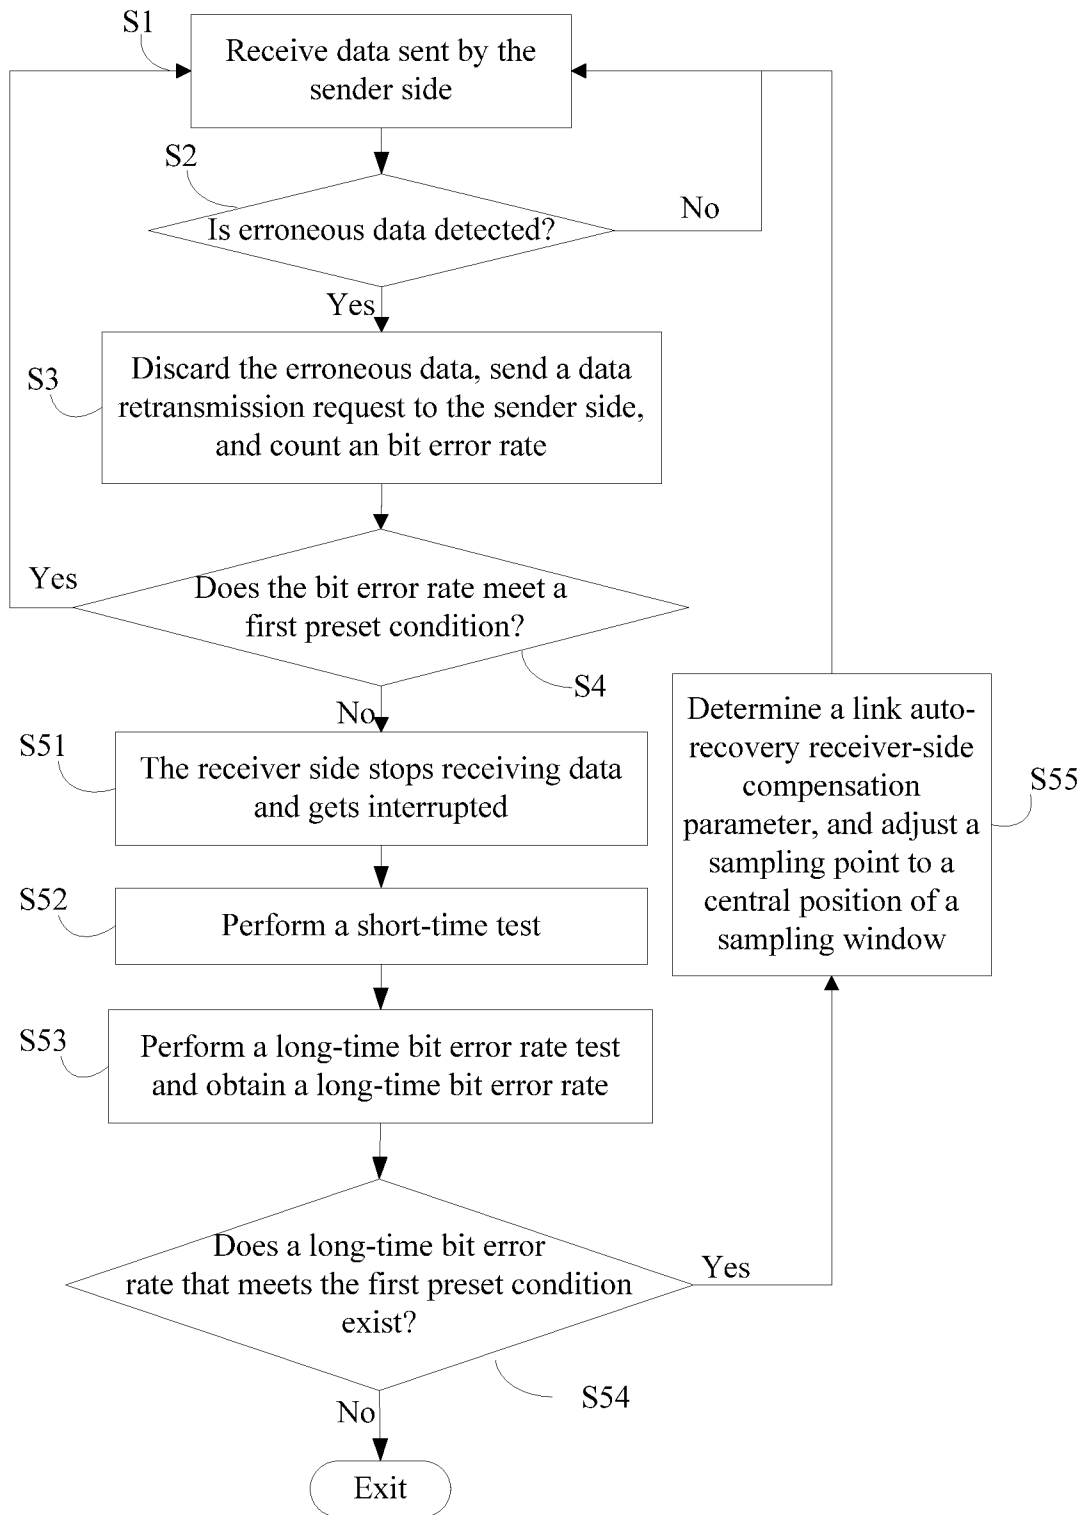 S1
Receive data sent by the
sender side
S2
Is erroneous data detected?
No
Yes
S3
Discard the erroneous data, send a data
retransmission request to the sender side,
and count an bit error rate
Yes
Does the bit error rate meet a
first preset condition?
S4
No
S51
The receiver side stops receiving data
and gets interrupted
S52
Perform a short-time test
S53
Perform a long-time bit error rate test
and obtain a long-time bit error rate
Does a long-time bit error
rate that meets the first preset condition
exist?
Yes
S54
No
Exit
Determine a link auto-
recovery receiver-side
compensation
parameter, and adjust a
sampling point to a
central position of a
sampling window
S55